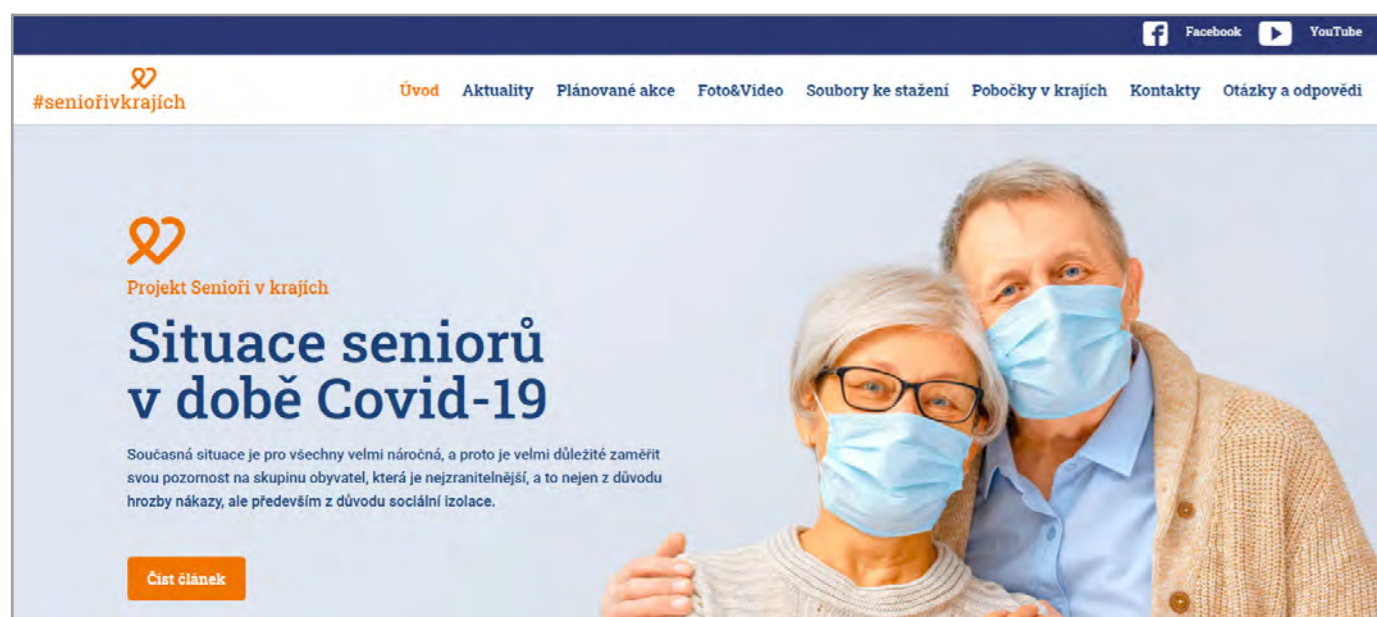 Facebook YouTube
#seniořivkrajích
Úvod Aktuality Plánované akce Foto&Video Soubory ke stažení Pobočky v krajích Kontakty Otázky a odpovědi
Projekt Senioři v krajích
Situace seniorů
v době Covid-19
Současná situace je pro všechny velmi náročná, a proto je velmi důležité zaměřit
svou pozornost na skupinu obyvatel, která je nejzranitelnější, a to nejen z důvodu
hrozby nákazy, ale především z důvodu sociální izolace.
Číst článek